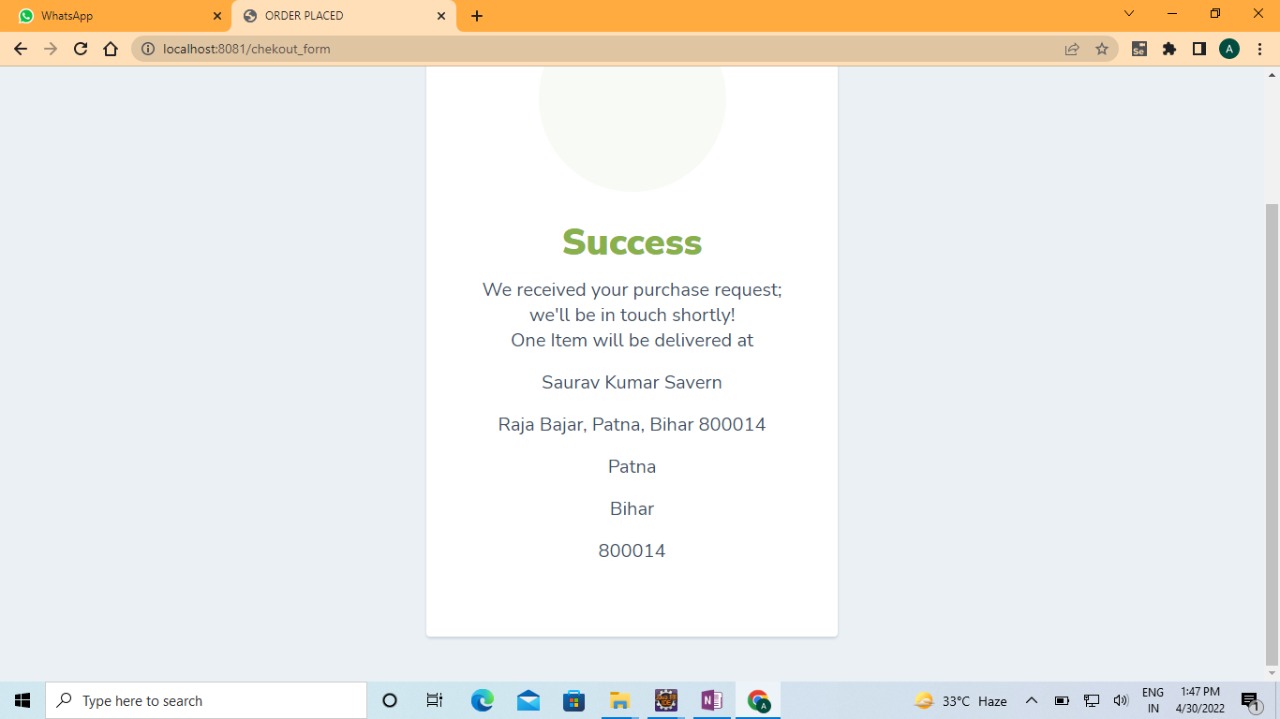 WhatsApp
ORDER PLACED
localhost:8081/chekout_form
Se
A
Success
We received your purchase request;
we'll be in touch shortly!
One Item will be delivered at
Saurav Kumar Savern
Raja Bajar, Patna, Bihar 800014
Patna
Bihar
800014
Type here to search
A
33°C Haze
ENG
IN
1:47 PM
4/30/2022
1